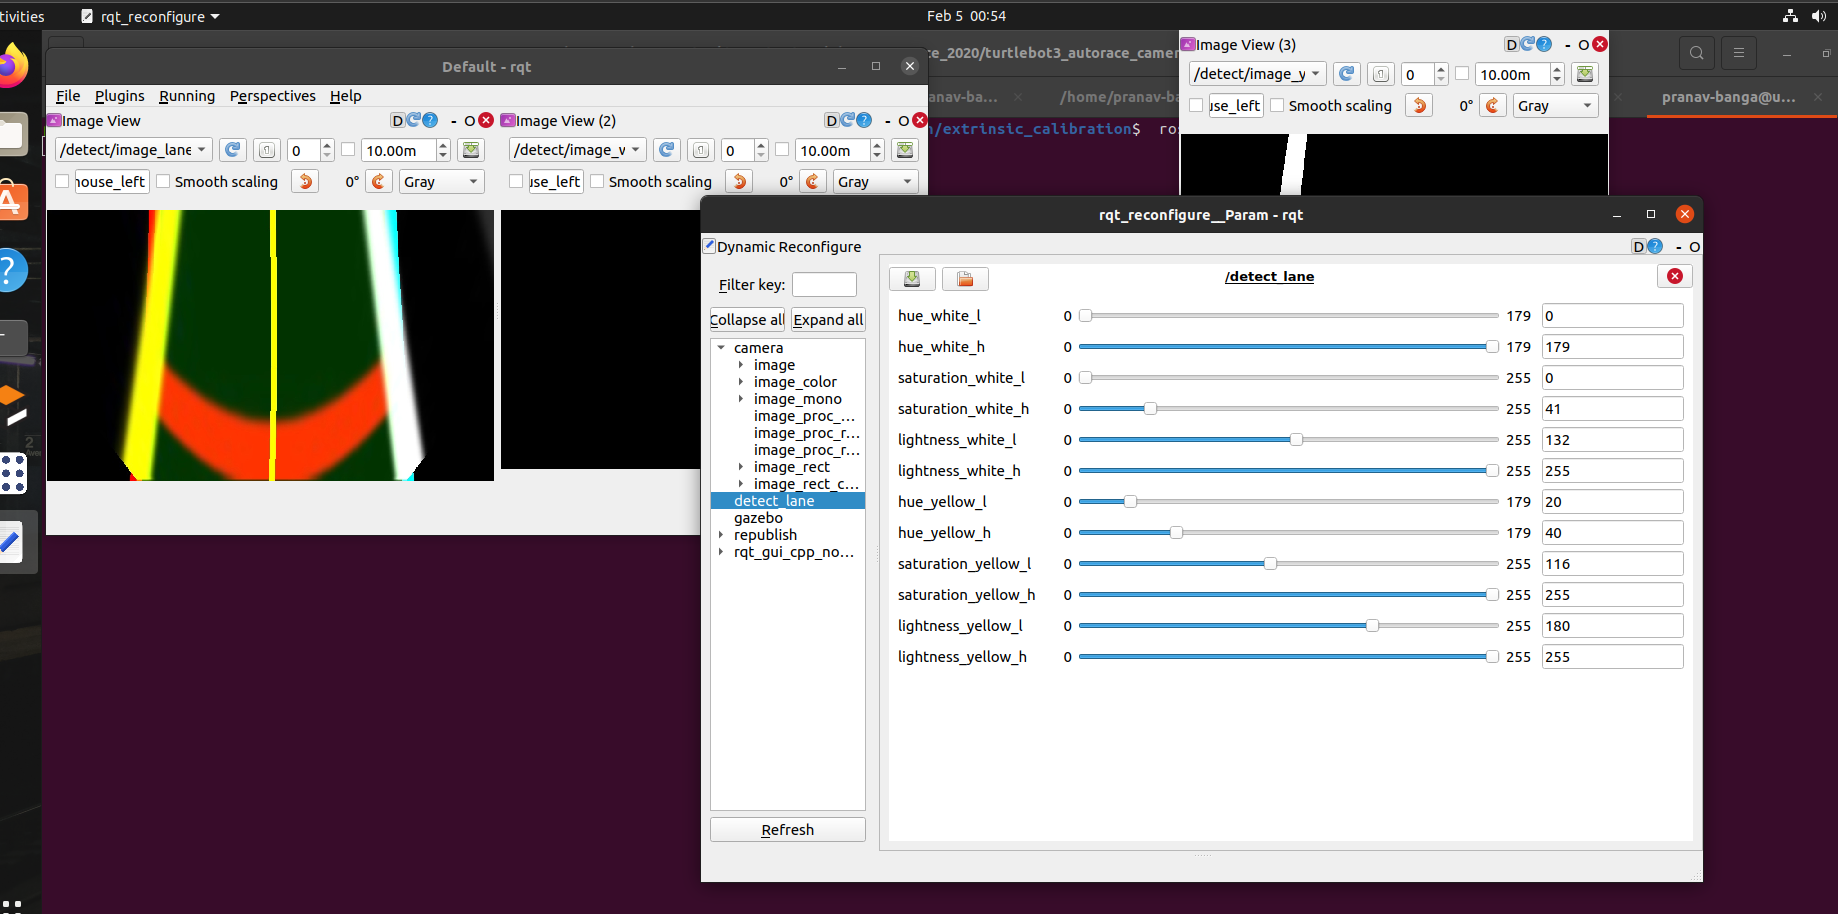 tivities rqt_reconfigure Feb 5 00:54
ce_2020/turtlebot3_autorace_camer
anav-ba... /home/pranav-ba pranav-banga@u...
n/extrinsic_calibration$ ros
Default - rqt
File Plugins Running Perspectives Help
Image View D ? - O
/detect/image_lane 0 10.00m
nouse_left Smooth scaling 0° Gray
Image View (2) D ? - O
/detect/image_v 0 10.00m
use_left Smooth scaling 0° Gray
Image View (3) D ? - O
/detect/image_y 0 10.00m
use_left Smooth scaling 0° Gray
rqt_reconfigure__Param - rqt
Dynamic Reconfigure D ? - O
Filter key:
Collapse all Expand all
camera
image
image_color
image_mono
image_proc_...
image_proc_r...
image_proc_r...
image_rect
image_rect_c...
detect_lane
gazebo
republish
rqt_gui_cpp_no...
Refresh
/detect_lane
hue_white_l 0 179 0
hue_white_h 0 179 179
saturation_white_l 0 255 0
saturation_white_h 0 255 41
lightness_white_l 0 255 132
lightness_white_h 0 255 255
hue_yellow_l 0 179 20
hue_yellow_h 0 179 40
saturation_yellow_l 0 255 116
saturation_yellow_h 0 255 255
lightness_yellow_l 0 255 180
lightness_yellow_h 0 255 255